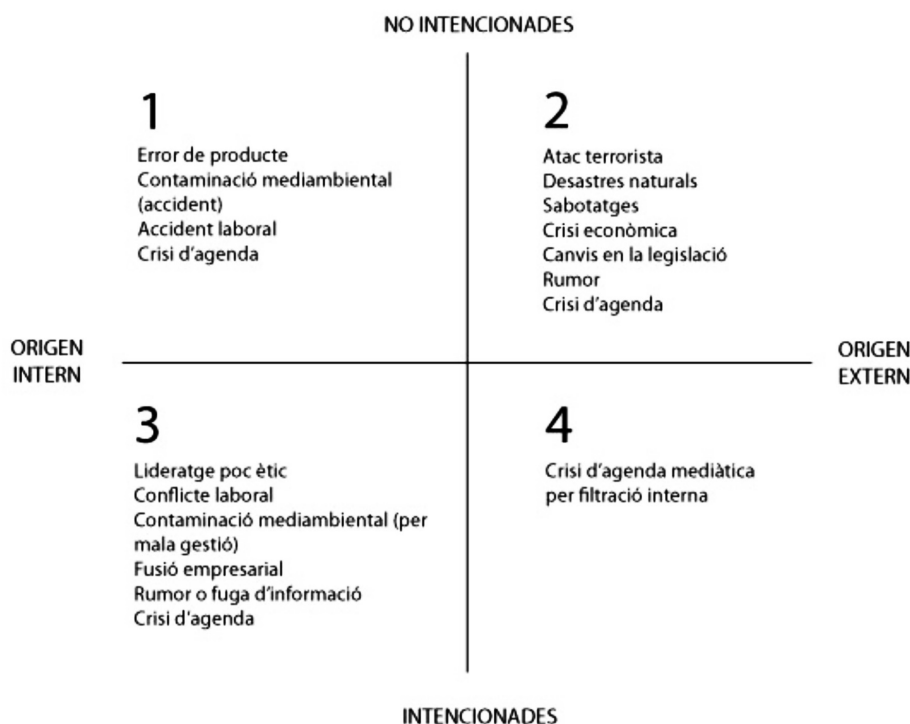 NO INTENCIONADES
1
Error de producte
Contaminació mediambiental
(accident)
Accident laboral
Crisi d'agenda
2
Atac terrorista
Desastres naturals
Sabotatges
Crisi econòmica
Canvis en la legislació
Rumor
Crisi d'agenda
ORIGEN
INTERN
ORIGEN
EXTERN
3
Lideratge poc ètic
Conflicte laboral
Contaminació mediambiental (per
mala gestió)
Fusió empresarial
Rumor o fuga d'informació
Crisi d'agenda
4
Crisi d'agenda mediàtica
per filtració interna
INTENCIONADES